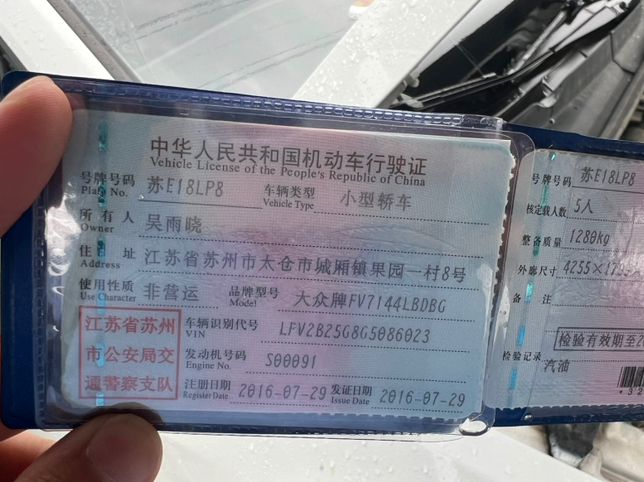 中华人民共和国机动车行驶证
Vehicle License of the People's Republic of China
号牌号码 苏E18LP8 车辆类型 小型轿车
Plate No. Vehicle Type
所有人 吴雨晓
Owner
住址 江苏省苏州市太仓市城厢镇果园一村8号
Address
使用性质 非营运 品牌型号 大众牌FV7144LBDBG
Use Character Model
江苏省苏州
市公安局交
通警察支队
车辆识别代号 LFV2B25G8G5086023
VIN
发动机号码 S00091
Engine No.
注册日期 2016-07-29 发证日期 2016-07-29
Register Date Issue Date
号牌号码 苏E18LP8
核定载人数 5人
整备质量 1280kg
外廓尺寸 4255×17
备注
检验有效期至2
检验记录
汽油